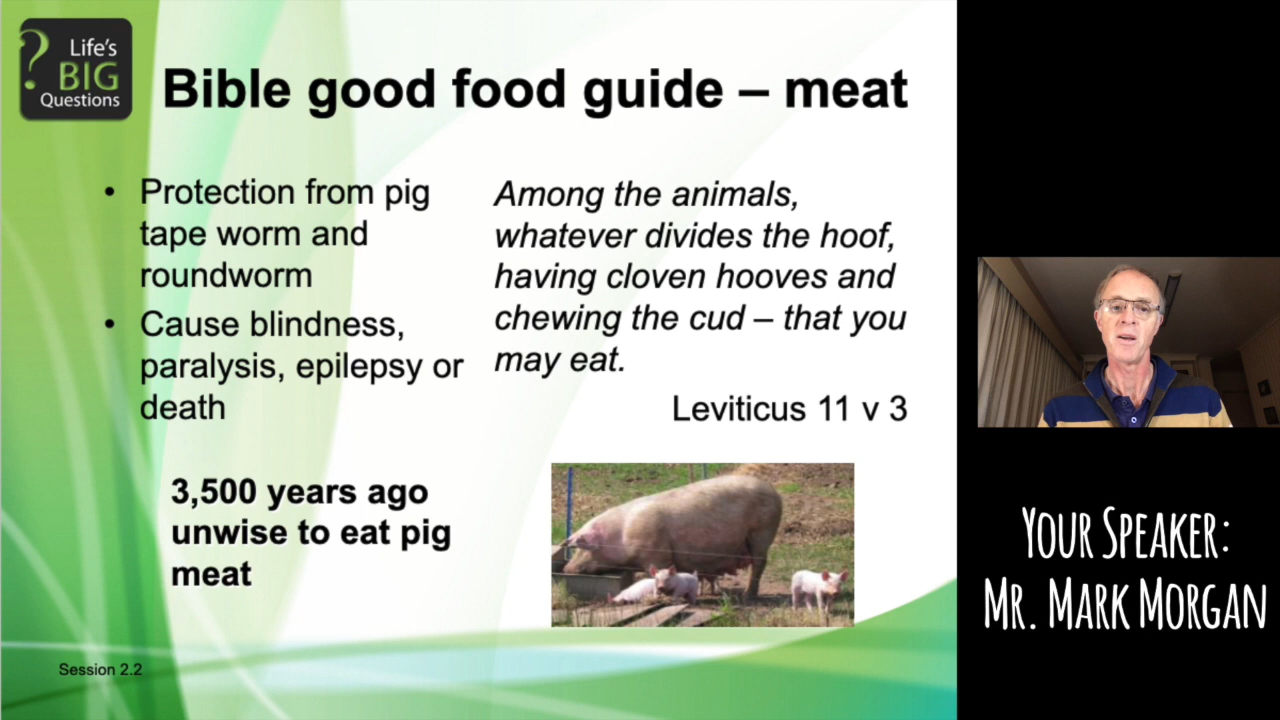 Life's
BIG
Questions
Bible good food guide – meat
• Protection from pig
tape worm and
roundworm
• Cause blindness,
paralysis, epilepsy or
death
3,500 years ago
unwise to eat pig
meat
Among the animals,
whatever divides the hoof,
having cloven hooves and
chewing the cud – that you
may eat.
Leviticus 11 v 3
Session 2.2
YOUR SPEAKER:
MR. MARK MORGAN